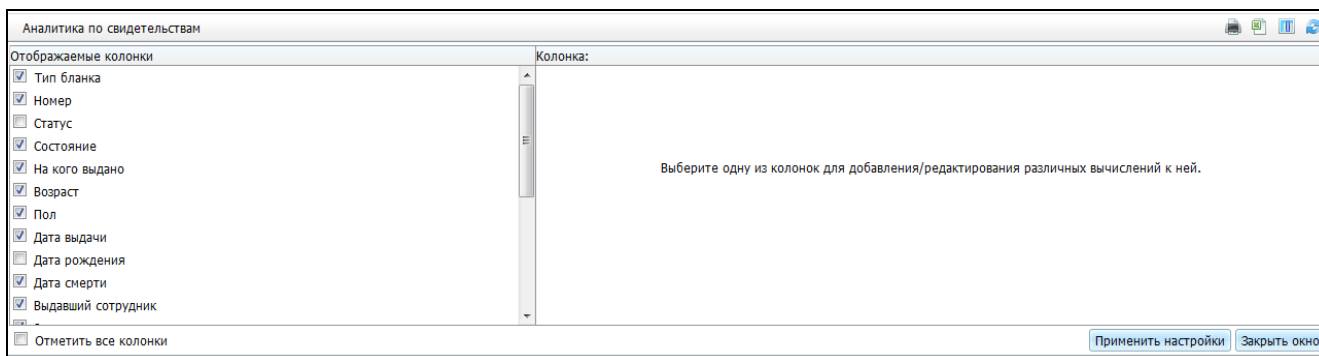 Аналитика по свидетельствам
Отображаемые колонки
Колонка:
Тип бланка
Номер
Статус
Состояние
На кого выдано
Возраст
Пол
Дата выдачи
Дата рождения
Дата смерти
Выдавший сотрудник
Выберите одну из колонок для добавления/редактирования различных вычислений к ней.
Отметить все колонки
Применить настройки
Закрыть окно